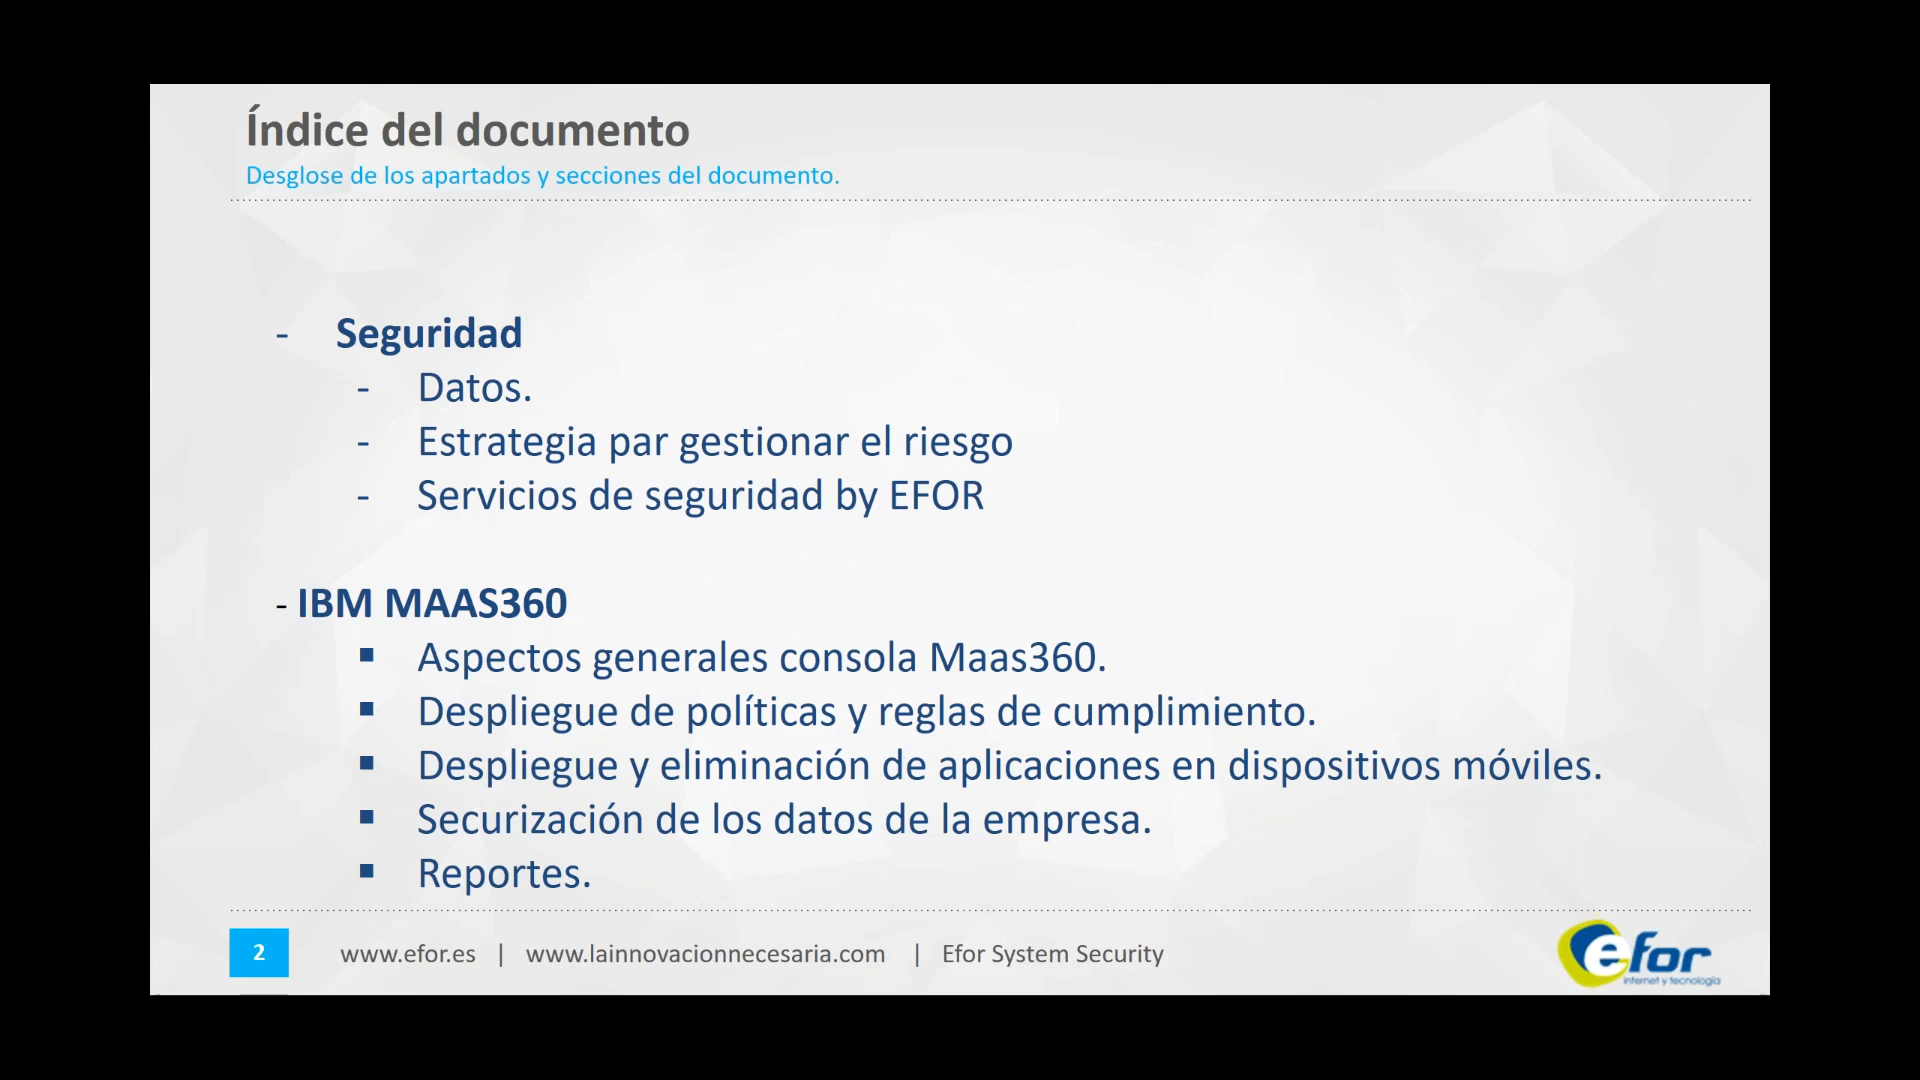 Índice del documento
Desglose de los apartados y secciones del documento.
- Seguridad
- Datos.
- Estrategia par gestionar el riesgo
- Servicios de seguridad by EFOR
- IBM MAAS360
▪ Aspectos generales consola Maas360.
▪ Despliegue de políticas y reglas de cumplimiento.
▪ Despliegue y eliminación de aplicaciones en dispositivos móviles.
▪ Securización de los datos de la empresa.
▪ Reportes.
2 www.efor.es | www.lainnovacionnecesaria.com | Efor System Security
efor
internet y tecnología